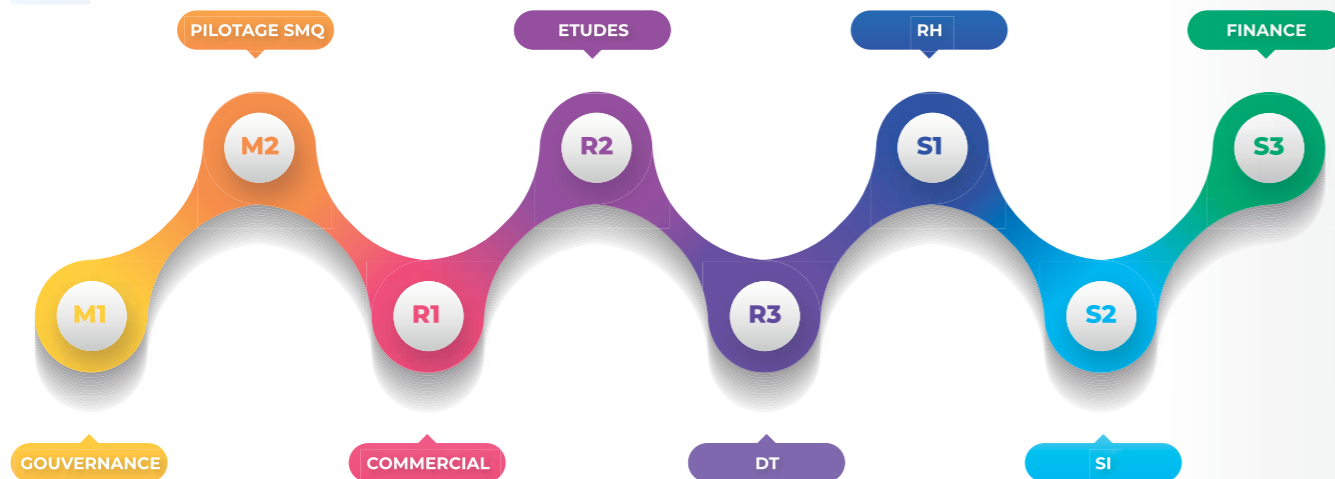 PILOTAGE SMQ
ETUDES
RH
FINANCE
M2
R2
S1
S3
M1
R1
R3
S2
GOUVERNANCE
COMMERCIAL
DT
SI